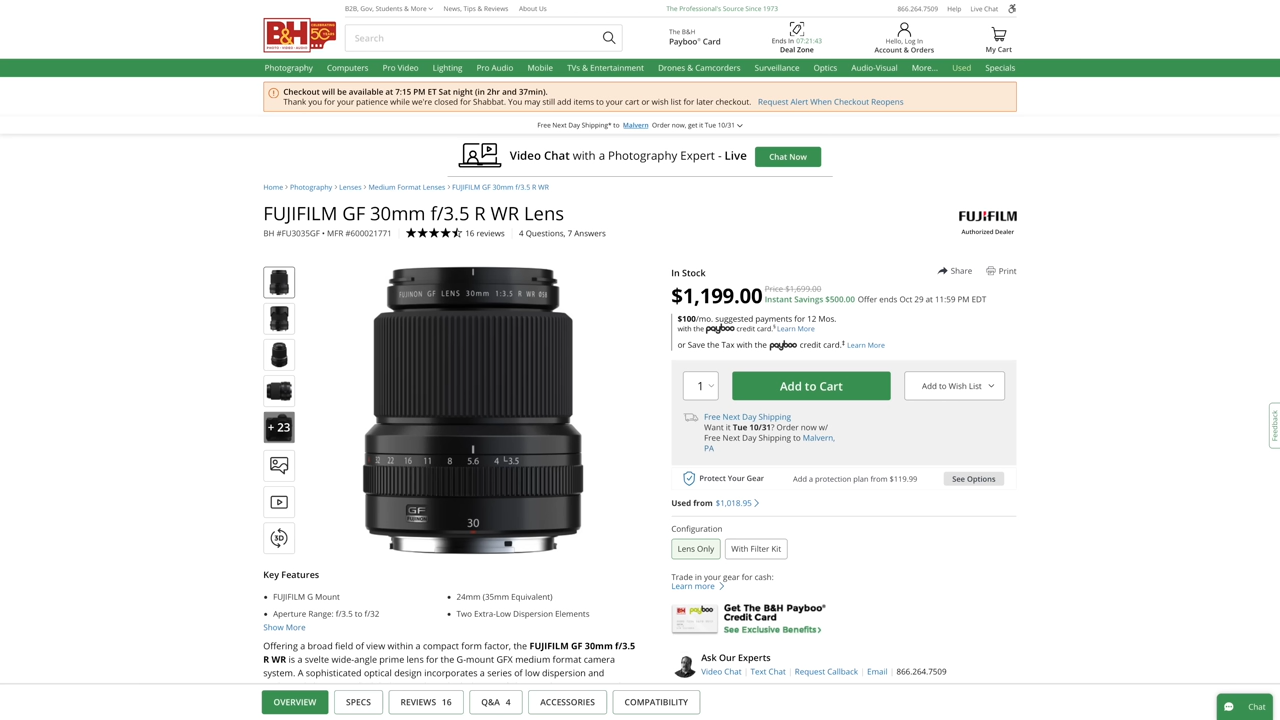 B2B, Gov, Students & More
News, Tips & Reviews
About Us
The Professional's Source Since 1973
866.264.7509
Help
Live Chat
B&H
PHOTO · VIDEO · AUDIO
CELEBRATING
50
YEARS
Search
The B&H
Payboo® Card
Ends In 07:21:43
Deal Zone
Hello, Log In
Account & Orders
My Cart
Photography
Computers
Pro Video
Lighting
Pro Audio
Mobile
TVs & Entertainment
Drones & Camcorders
Surveillance
Optics
Audio-Visual
More...
Used
Specials
Checkout will be available at 7:15 PM ET Sat night (in 2hr and 37min).
Thank you for your patience while we're closed for Shabbat. You may still add items to your cart or wish list for later checkout. Request Alert When Checkout Reopens
Free Next Day Shipping* to Malvern Order now, get it Tue 10/31
Video Chat with a Photography Expert - Live
Chat Now
Home > Photography > Lenses > Medium Format Lenses > FUJIFILM GF 30mm f/3.5 R WR
FUJIFILM GF 30mm f/3.5 R WR Lens
BH #FU3035GF • MFR #600021771
16 reviews
4 Questions, 7 Answers
FUJIFILM
Authorized Dealer
+ 23
3D
FUJINON GF LENS 30mm 1:3.5 R WR Ø58
32 22 16 11 8 5.6 4 3.5
GF
30
In Stock
Share
Print
$1,199.00
Price $1,699.00
Instant Savings $500.00 Offer ends Oct 29 at 11:59 PM EDT
$100/mo. suggested payments for 12 Mos.
with the payboo credit card.§ Learn More
or Save the Tax with the payboo credit card.‡ Learn More
1
Add to Cart
Add to Wish List
Free Next Day Shipping
Want it Tue 10/31? Order now w/
Free Next Day Shipping to Malvern,
PA
Protect Your Gear
Add a protection plan from $119.99
See Options
Used from $1,018.95
Configuration
Lens Only
With Filter Kit
Trade in your gear for cash:
Learn more
B&H payboo
Get The B&H Payboo®
Credit Card
See Exclusive Benefits›
Ask Our Experts
Video Chat | Text Chat | Request Callback | Email | 866.264.7509
Key Features
• FUJIFILM G Mount
• 24mm (35mm Equivalent)
• Aperture Range: f/3.5 to f/32
• Two Extra-Low Dispersion Elements
Show More
Offering a broad field of view within a compact form factor, the FUJIFILM GF 30mm f/3.5
R WR is a svelte wide-angle prime lens for the G-mount GFX medium format camera
system. A sophisticated optical design incorporates a series of low dispersion and
Feedback
OVERVIEW
SPECS
REVIEWS 16
Q&A 4
ACCESSORIES
COMPATIBILITY
Chat